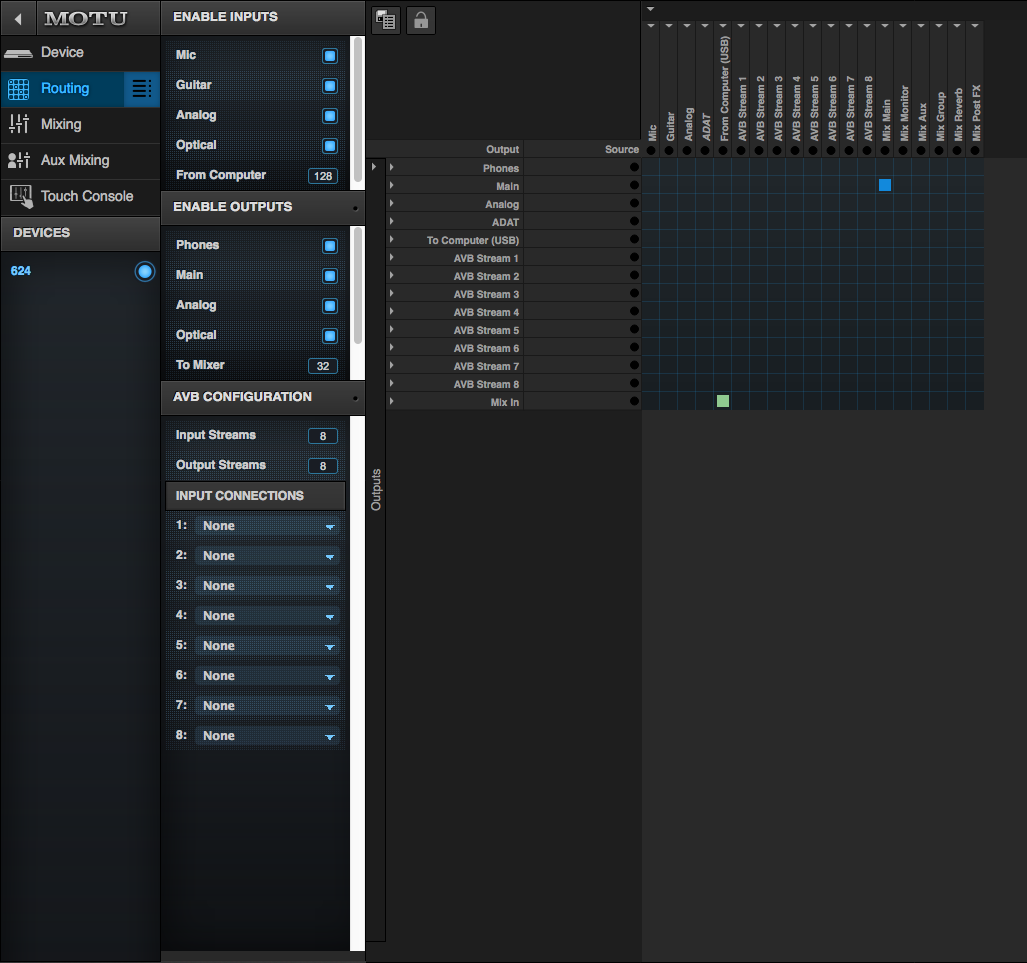 MOTU
Device
Routing
Mixing
Aux Mixing
Touch Console
DEVICES
624
ENABLE INPUTS
Mic
Guitar
Analog
Optical
From Computer 128
ENABLE OUTPUTS
Phones
Main
Analog
Optical
To Mixer 32
AVB CONFIGURATION
Input Streams 8
Output Streams 8
INPUT CONNECTIONS
1: None
2: None
3: None
4: None
5: None
6: None
7: None
8: None
Outputs
Output Source
Phones
Main
Analog
ADAT
To Computer (USB)
AVB Stream 1
AVB Stream 2
AVB Stream 3
AVB Stream 4
AVB Stream 5
AVB Stream 6
AVB Stream 7
AVB Stream 8
Mix In
Mic
Guitar
Analog
ADAT
From Computer (USB)
AVB Stream 1
AVB Stream 2
AVB Stream 3
AVB Stream 4
AVB Stream 5
AVB Stream 6
AVB Stream 7
AVB Stream 8
Mix Main
Mix Monitor
Mix Aux
Mix Group
Mix Reverb
Mix Post FX